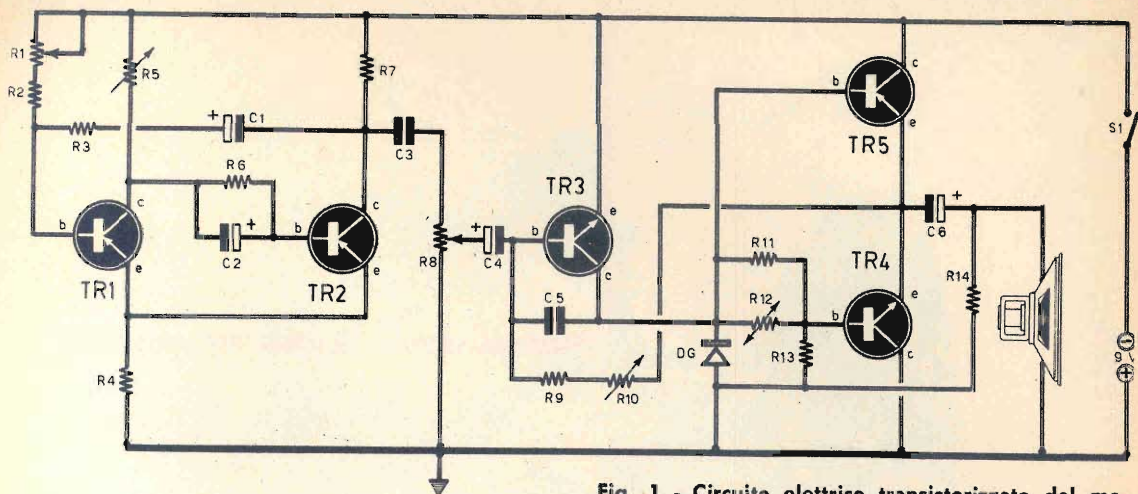 R1
R2
R3
R4
R5
R6
R7
R8
R9
R10
R11
R12
R13
R14
C1
C2
C3
C4
C5
C6
+
+
+
+
b
c
e
TR1
b
c
e
TR2
b
e
c
TR3
b
e
c
TR4
b
c
e
TR5
DG
S1
-
9
+
Fig. 1 - Circuito elettrico transistorizzato del